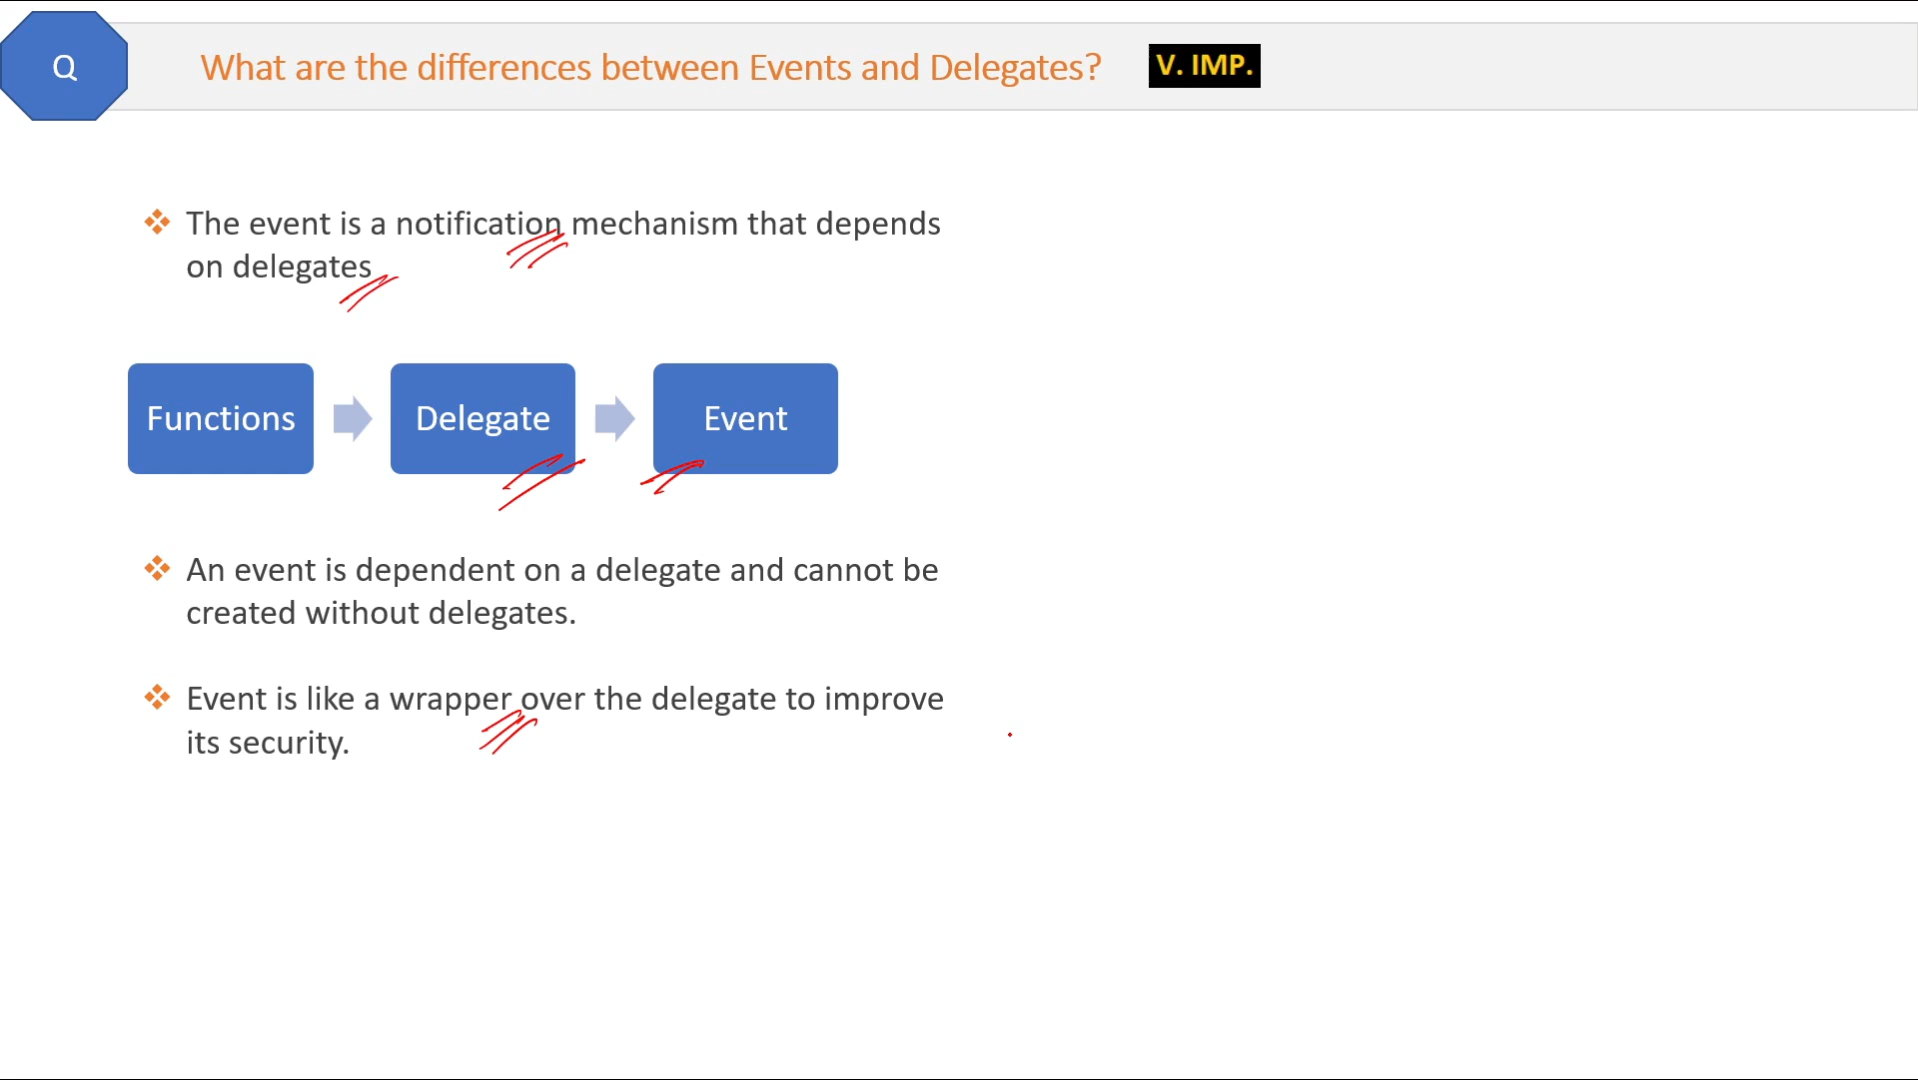 Q
What are the differences between Events and Delegates?
V. IMP.
The event is a notification mechanism that depends
on delegates
Functions
Delegate
Event
An event is dependent on a delegate and cannot be
created without delegates.
Event is like a wrapper over the delegate to improve
its security.